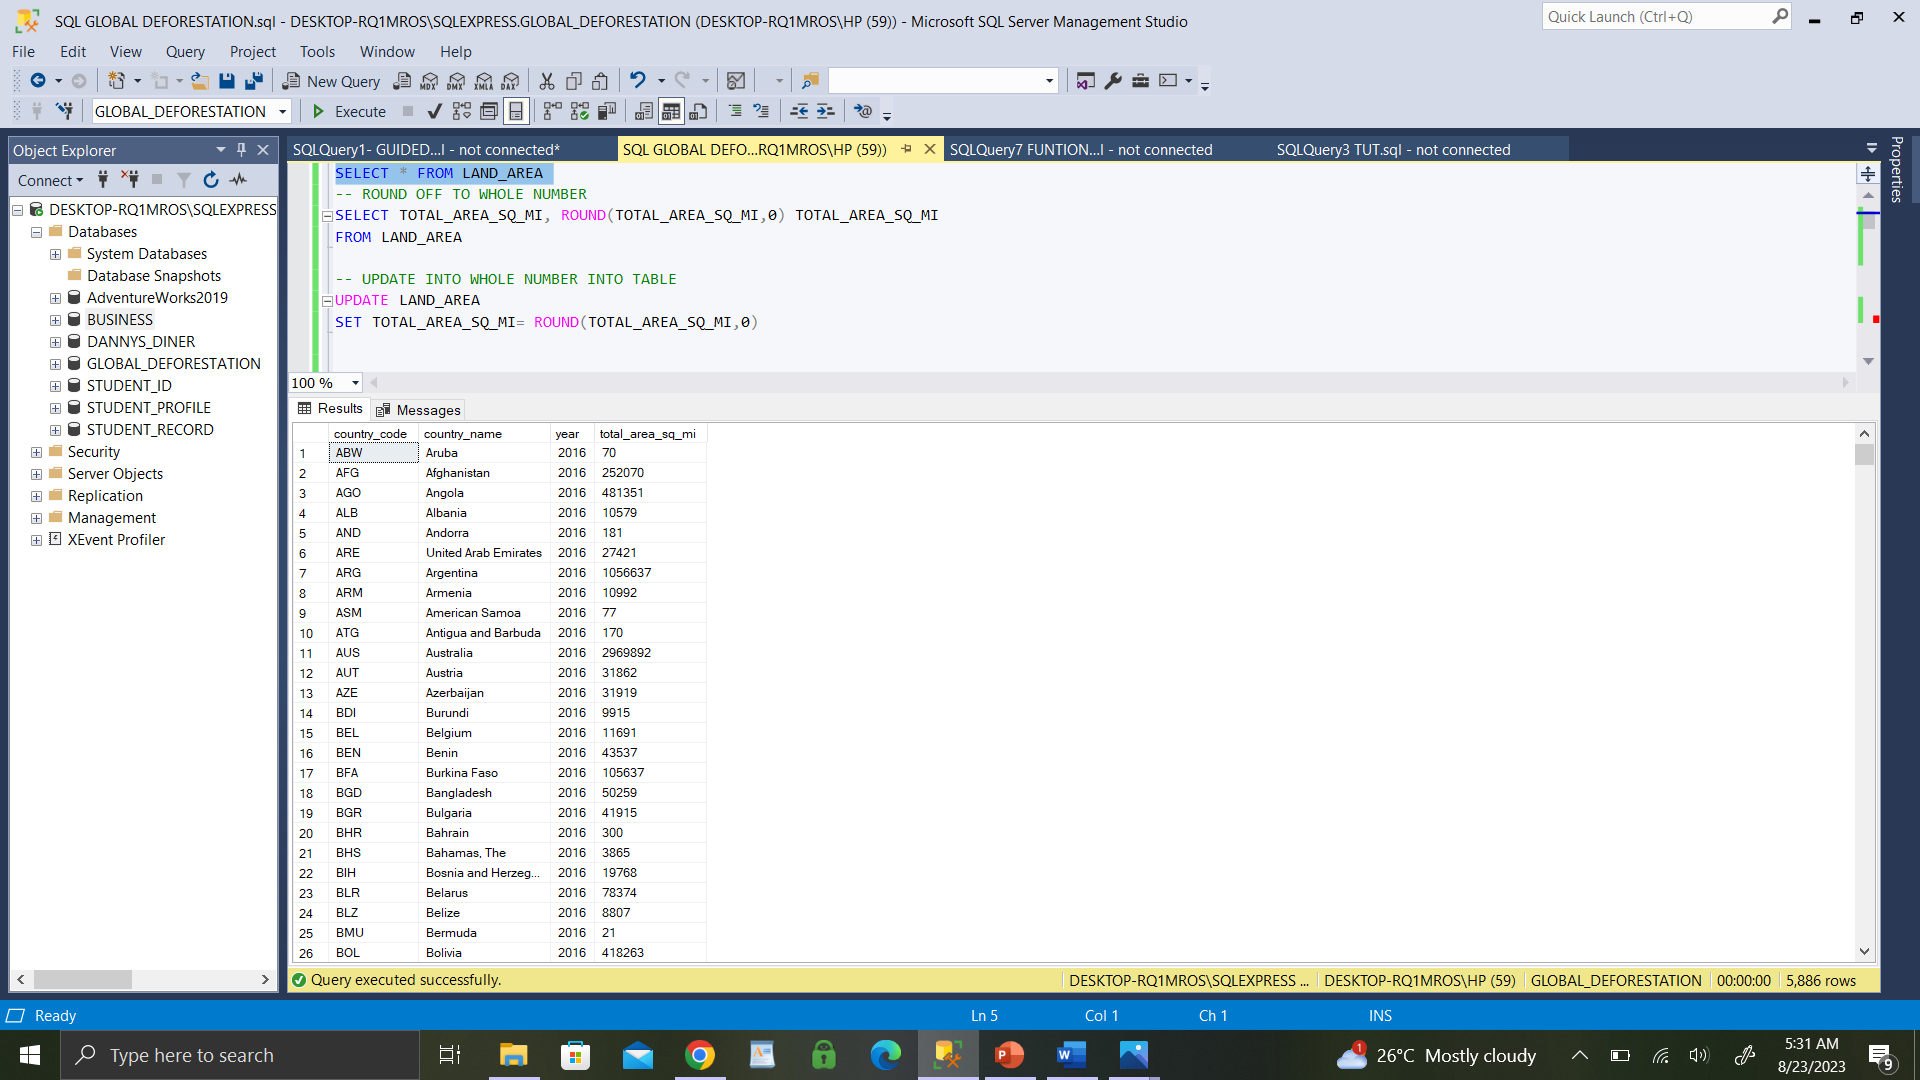 SQL GLOBAL DEFORESTATION.sql - DESKTOP-RQ1MROS\SQLEXPRESS.GLOBAL_DEFORESTATION (DESKTOP-RQ1MROS\HP (59)) - Microsoft SQL Server Management Studio
Quick Launch (Ctrl+Q)
File Edit View Query Project Tools Window Help
New Query MDX DMX XMLA DAX
GLOBAL_DEFORESTATION Execute
Object Explorer
Connect
DESKTOP-RQ1MROS\SQLEXPRESS
Databases
System Databases
Database Snapshots
AdventureWorks2019
BUSINESS
DANNYS_DINER
GLOBAL_DEFORESTATION
STUDENT_ID
STUDENT_PROFILE
STUDENT_RECORD
Security
Server Objects
Replication
Management
XEvent Profiler
SQLQuery1- GUIDED...l - not connected*
SQL GLOBAL DEFO...RQ1MROS\HP (59))
SQLQuery7 FUNTION...l - not connected
SQLQuery3 TUT.sql - not connected
Properties
SELECT * FROM LAND_AREA
-- ROUND OFF TO WHOLE NUMBER
SELECT TOTAL_AREA_SQ_MI, ROUND(TOTAL_AREA_SQ_MI,0) TOTAL_AREA_SQ_MI
FROM LAND_AREA
-- UPDATE INTO WHOLE NUMBER INTO TABLE
UPDATE LAND_AREA
SET TOTAL_AREA_SQ_MI= ROUND(TOTAL_AREA_SQ_MI,0)
100 %
Results Messages
country_code country_name year total_area_sq_mi
1 ABW Aruba 2016 70
2 AFG Afghanistan 2016 252070
3 AGO Angola 2016 481351
4 ALB Albania 2016 10579
5 AND Andorra 2016 181
6 ARE United Arab Emirates 2016 27421
7 ARG Argentina 2016 1056637
8 ARM Armenia 2016 10992
9 ASM American Samoa 2016 77
10 ATG Antigua and Barbuda 2016 170
11 AUS Australia 2016 2969892
12 AUT Austria 2016 31862
13 AZE Azerbaijan 2016 31919
14 BDI Burundi 2016 9915
15 BEL Belgium 2016 11691
16 BEN Benin 2016 43537
17 BFA Burkina Faso 2016 105637
18 BGD Bangladesh 2016 50259
19 BGR Bulgaria 2016 41915
20 BHR Bahrain 2016 300
21 BHS Bahamas, The 2016 3865
22 BIH Bosnia and Herzeg... 2016 19768
23 BLR Belarus 2016 78374
24 BLZ Belize 2016 8807
25 BMU Bermuda 2016 21
26 BOL Bolivia 2016 418263
Query executed successfully. DESKTOP-RQ1MROS\SQLEXPRESS ... DESKTOP-RQ1MROS\HP (59) GLOBAL_DEFORESTATION 00:00:00 5,886 rows
Ready Ln 5 Col 1 Ch 1 INS
Type here to search
26°C Mostly cloudy
5:31 AM
8/23/2023
1
9